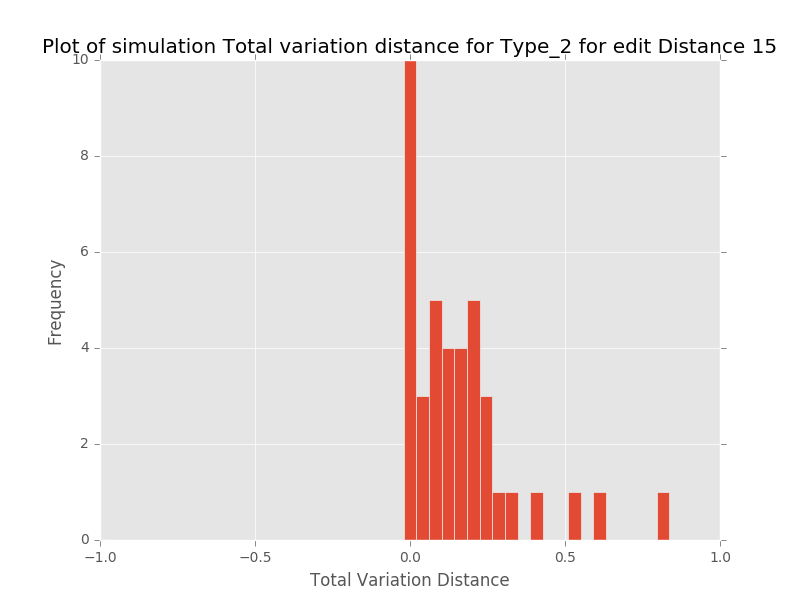 Plot of simulation Total variation distance for Type_2 for edit Distance 15
10
8
6
4
2
0
Frequency
−1.0 −0.5 0.0 0.5 1.0
Total Variation Distance